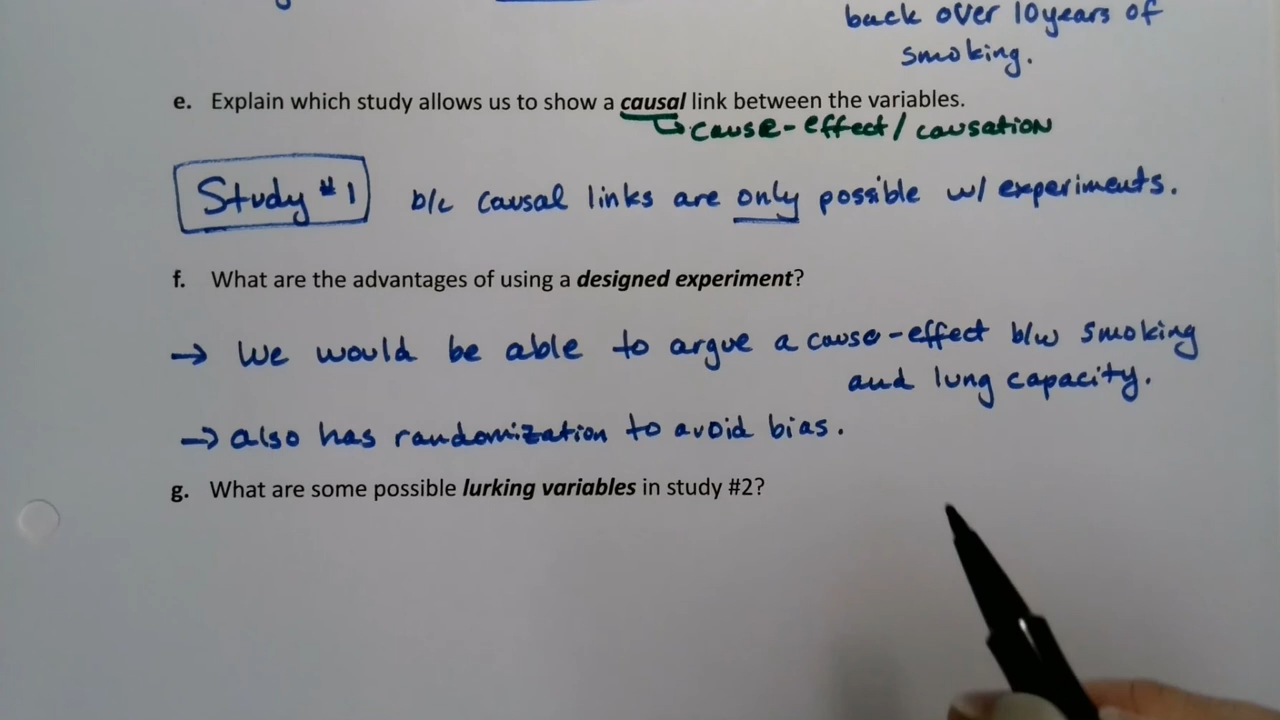 back over 10years of
smoking.
e. Explain which study allows us to show a causal link between the variables.
cause-effect/causation
Study #1 b/c causal links are only possible w/ experiments.
f. What are the advantages of using a designed experiment?
→ We would be able to argue a cause-effect b/w smoking
and lung capacity.
→ also has randomization to avoid bias.
g. What are some possible lurking variables in study #2?